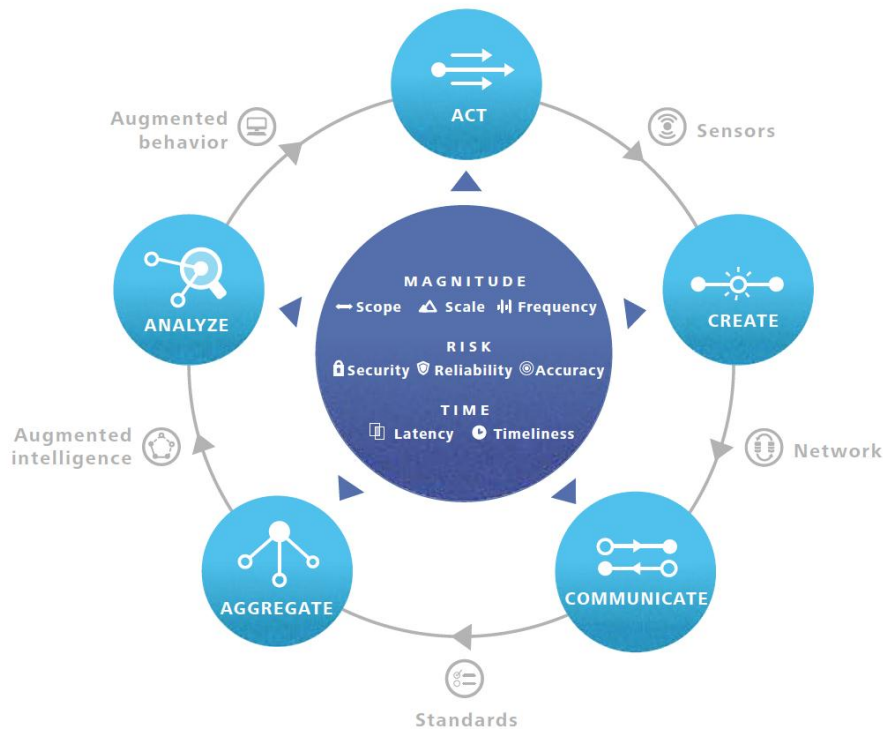 ACT
Augmented
behavior
Sensors
ANALYZE
CREATE
MAGNITUDE
Scope Scale Frequency
RISK
Security Reliability Accuracy
TIME
Latency Timeliness
Augmented
intelligence
Network
AGGREGATE
COMMUNICATE
Standards